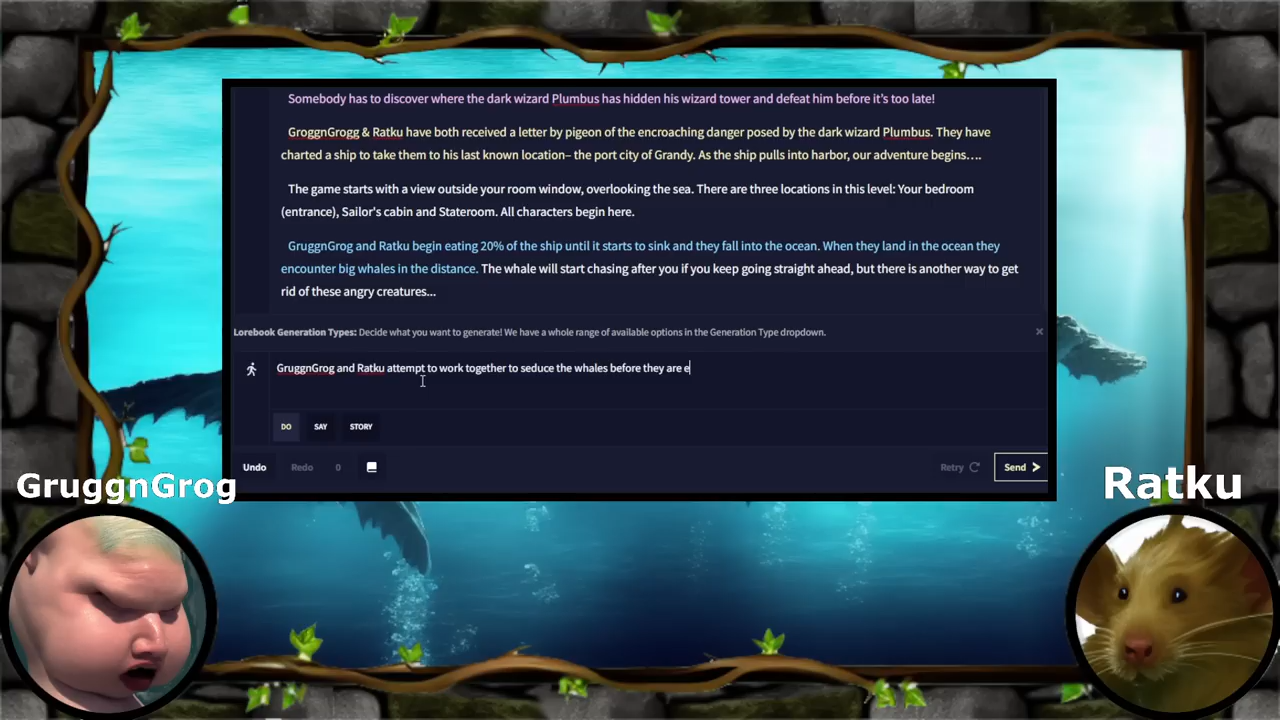 Somebody has to discover where the dark wizard Plumbus has hidden his wizard tower and defeat him before it's too late!
GroggnGrogg & Ratku have both received a letter by pigeon of the encroaching danger posed by the dark wizard Plumbus. They have
charted a ship to take them to his last known location– the port city of Grandy. As the ship pulls into harbor, our adventure begins….
The game starts with a view outside your room window, overlooking the sea. There are three locations in this level: Your bedroom
(entrance), Sailor's cabin and Stateroom. All characters begin here.
GruggnGrog and Ratku begin eating 20% of the ship until it starts to sink and they fall into the ocean. When they land in the ocean they
encounter big whales in the distance. The whale will start chasing after you if you keep going straight ahead, but there is another way to get
rid of these angry creatures...
Lorebook Generation Types: Decide what you want to generate! We have a whole range of available options in the Generation Type dropdown.
GruggnGrog and Ratku attempt to work together to seduce the whales before they are e
DO SAY STORY
Undo Redo 0 Retry Send
GruggnGrog
Ratku